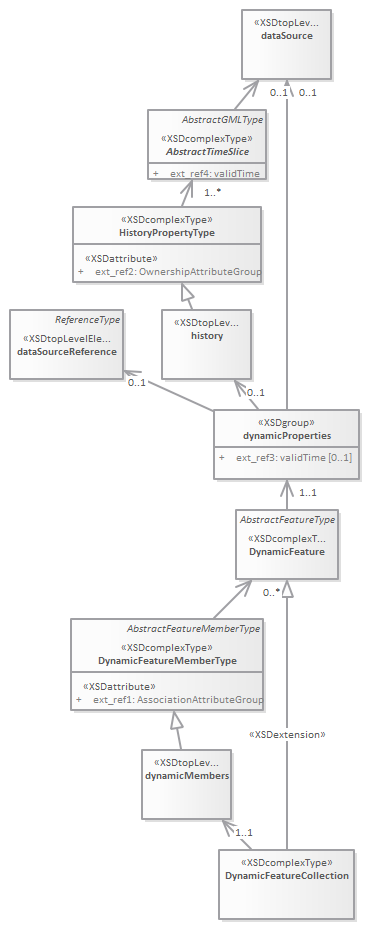 «XSDtopLev...
dataSource
0..1
0..1
AbstractGMLType
«XSDcomplexType»
AbstractTimeSlice
+ ext_ref4: validTime
1..*
«XSDcomplexType»
HistoryPropertyType
«XSDattribute»
+ ext_ref2: OwnershipAttributeGroup
ReferenceType
«XSDtopLevelEle...
dataSourceReference
«XSDtopLev...
history
0..1
0..1
«XSDgroup»
dynamicProperties
+ ext_ref3: validTime [0..1]
1..1
AbstractFeatureType
«XSDcomplexT...
DynamicFeature
0..*
AbstractFeatureMemberType
«XSDcomplexType»
DynamicFeatureMemberType
«XSDattribute»
+ ext_ref1: AssociationAttributeGroup
«XSDextension»
«XSDtopLev...
dynamicMembers
1..1
«XSDcomplexType»
DynamicFeatureCollection